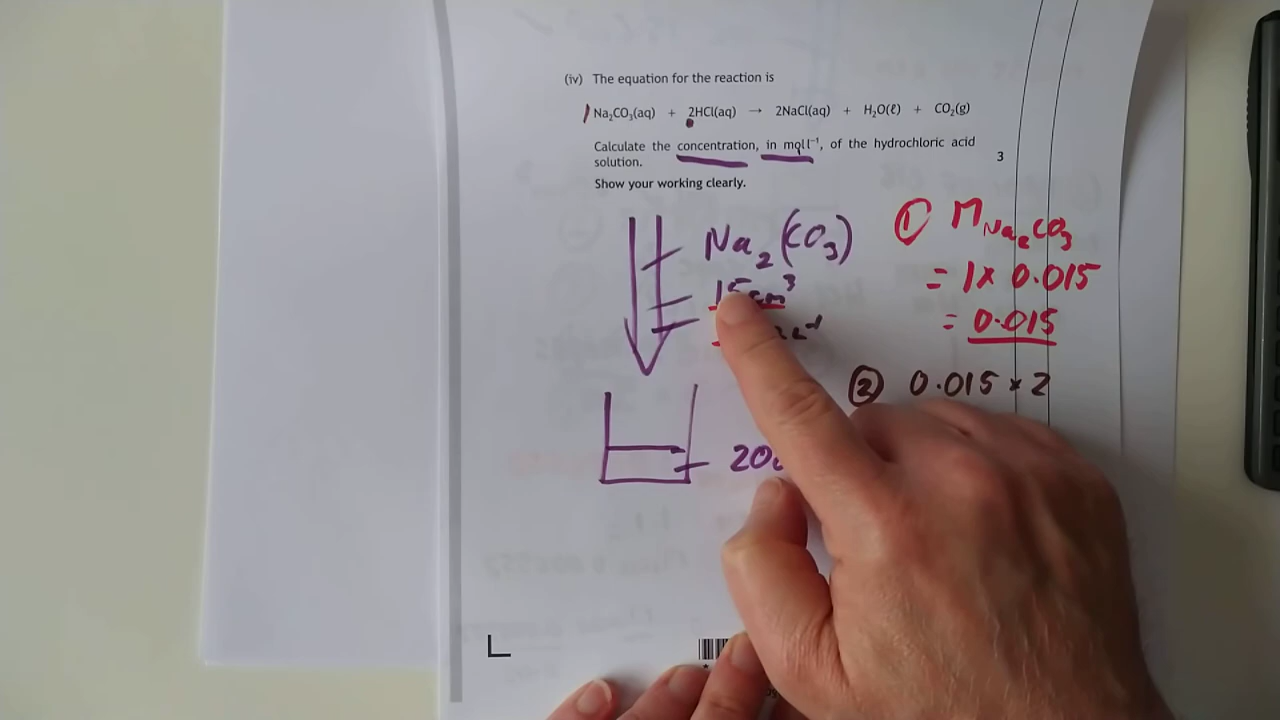 (iv) The equation for the reaction is
1 Na₂CO₃(aq) + 2HCl(aq) → 2NaCl(aq) + H₂O(ℓ) + CO₂(g)
Calculate the concentration, in mol l⁻¹, of the hydrochloric acid
solution.
3
Show your working clearly.
Na₂(CO₃)
15cm³
① M Na₂CO₃
= 1 × 0.015
= 0.015
② 0.015 × 2